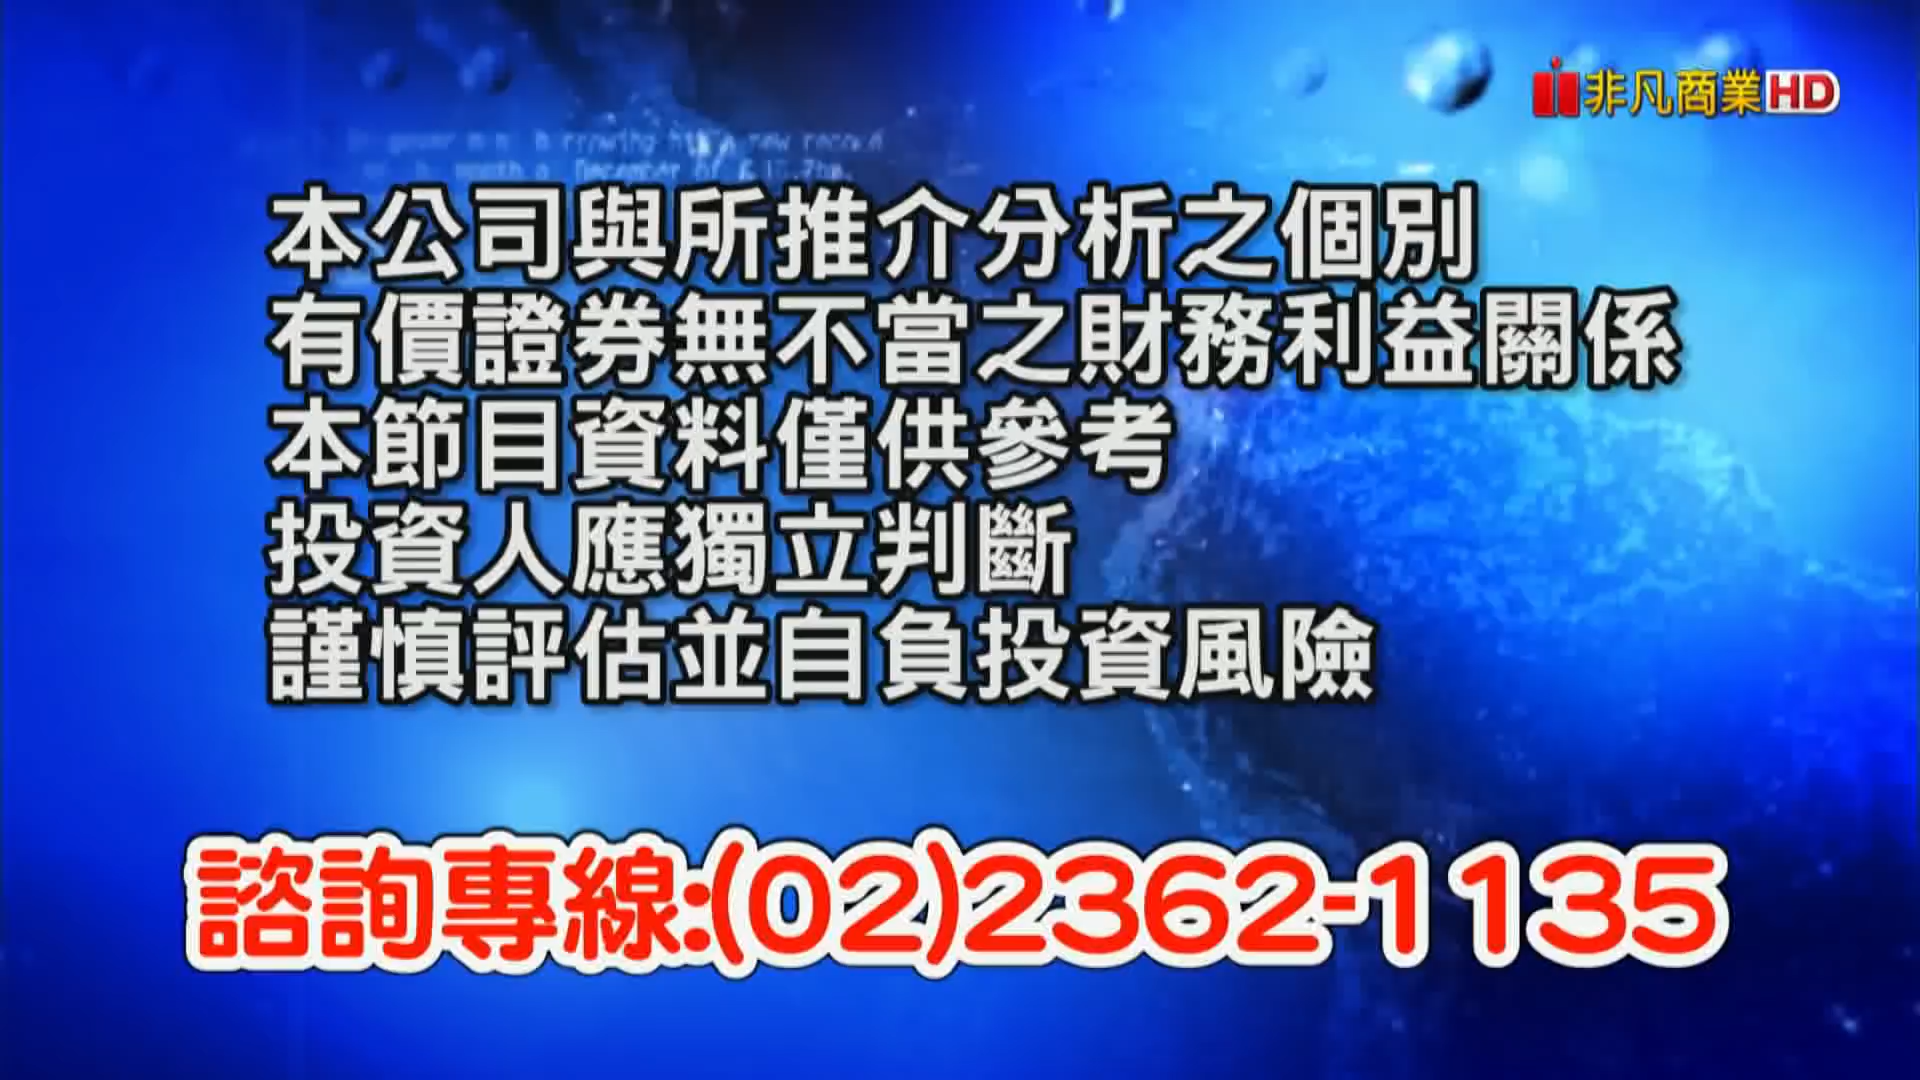 非凡商業HD
本公司與所推介分析之個別
有價證券無不當之財務利益關係
本節目資料僅供參考
投資人應獨立判斷
謹慎評估並自負投資風險
諮詢專線:(02)2362-1135